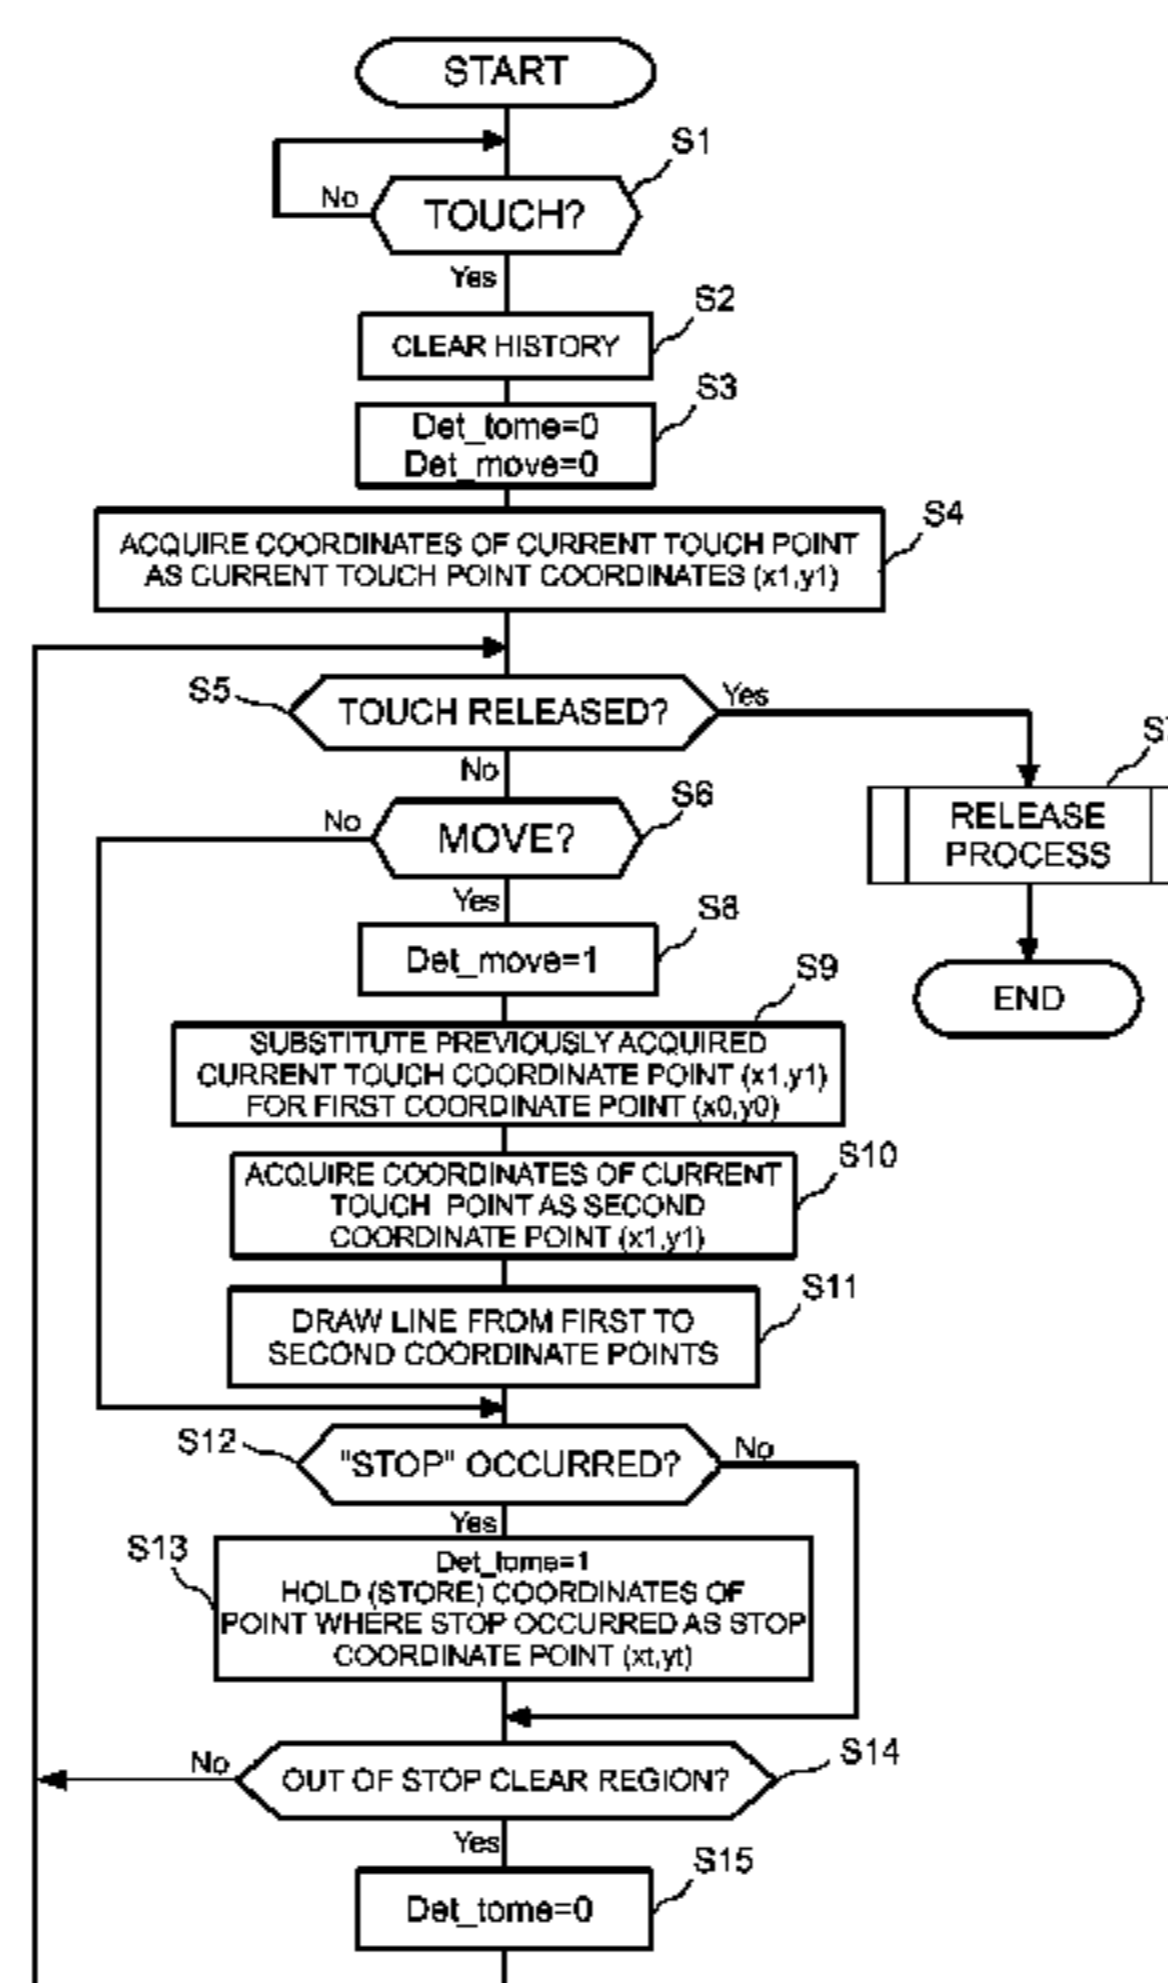 START
S1
No
TOUCH?
Yes
S2
CLEAR HISTORY
S3
Det_tome=0
Det_move=0
S4
ACQUIRE COORDINATES OF CURRENT TOUCH POINT
AS CURRENT TOUCH POINT COORDINATES (x1,y1)
S5
TOUCH RELEASED?
Yes
No
RELEASE
PROCESS
END
S6
No
MOVE?
Yes
S8
Det_move=1
S9
SUBSTITUTE PREVIOUSLY ACQUIRED
CURRENT TOUCH COORDINATE POINT (x1,y1)
FOR FIRST COORDINATE POINT (x0,y0)
S10
ACQUIRE COORDINATES OF CURRENT
TOUCH POINT AS SECOND
COORDINATE POINT (x1,y1)
S11
DRAW LINE FROM FIRST TO
SECOND COORDINATE POINTS
S12
"STOP" OCCURRED?
No
Yes
S13
Det_tome=1
HOLD (STORE) COORDINATES OF
POINT WHERE STOP OCCURRED AS STOP
COORDINATE POINT (xt,yt)
S14
No
OUT OF STOP CLEAR REGION?
Yes
S15
Det_tome=0